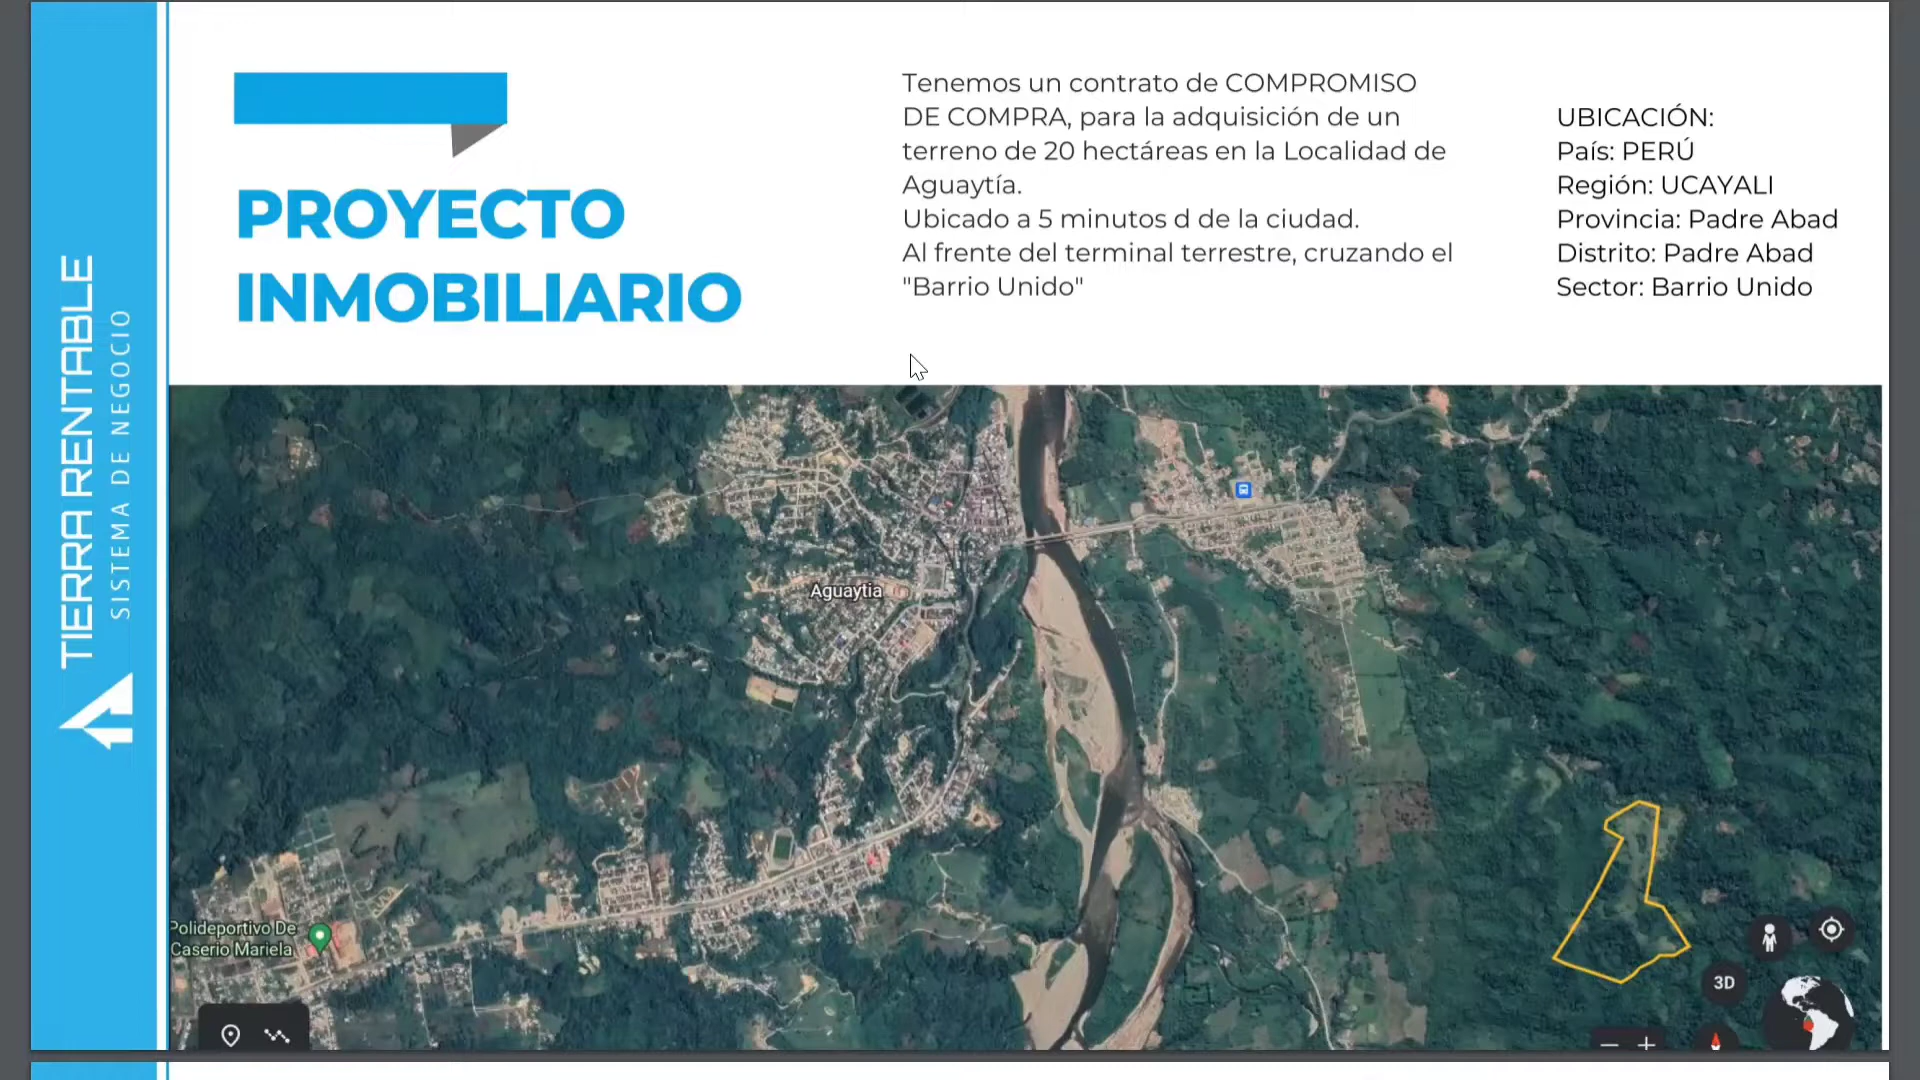 TIERRA RENTABLE
SISTEMA DE NEGOCIO
PROYECTO
INMOBILIARIO
Tenemos un contrato de COMPROMISO
DE COMPRA, para la adquisición de un
terreno de 20 hectáreas en la Localidad de
Aguaytía.
Ubicado a 5 minutos d de la ciudad.
Al frente del terminal terrestre, cruzando el
"Barrio Unido"
UBICACIÓN:
País: PERÚ
Región: UCAYALI
Provincia: Padre Abad
Distrito: Padre Abad
Sector: Barrio Unido
Aguaytia
Polideportivo De
Caserio Mariela
3D